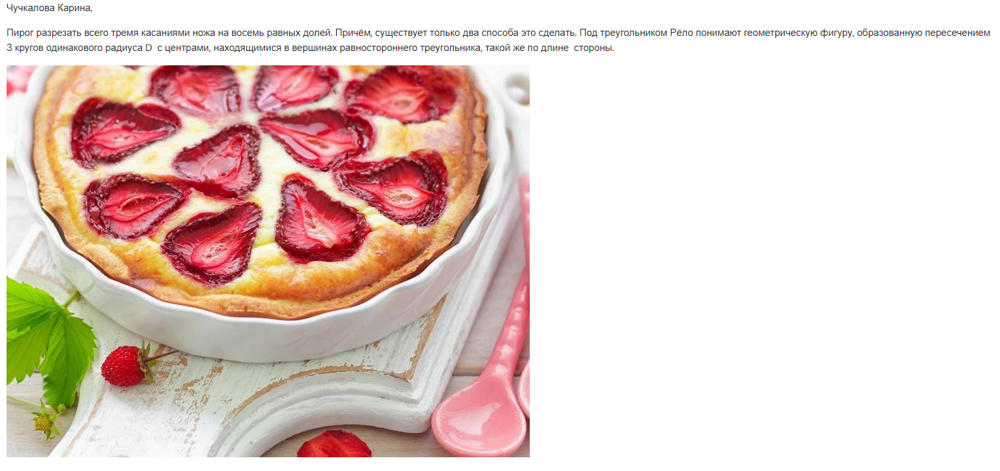 Чучкалова Карина,
Пирог разрезать всего тремя касаниями ножа на восемь равных долей. Причём, существует только два способа это сделать. Под треугольником Рёло понимают геометрическую фигуру, образованную пересечением
3 кругов одинакового радиуса D с центрами, находящимися в вершинах равностороннего треугольника, такой же по длине стороны.